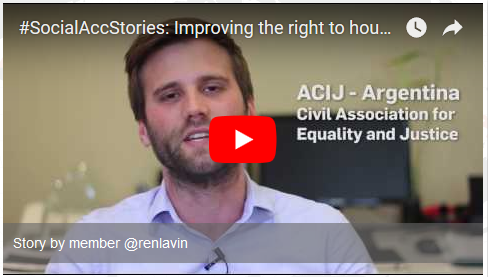 #SocialAccStories: Improving the right to hou...
ACIJ - Argentina
Civil Association for
Equality and Justice
Story by member @renlavin